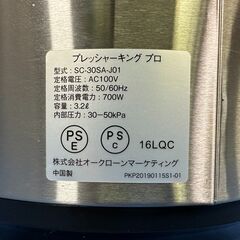 プレッシャーキング プロ
型式：SC-30SA-J01
定格電圧：AC100V
定格周波数：50/60Hz
定格消費電力：700W
容量：3.2ℓ
内部圧力：30−50kPa
PS E PS C 16LQC
株式会社オークローンマーケティング
中国製 PKP20190115S1-01